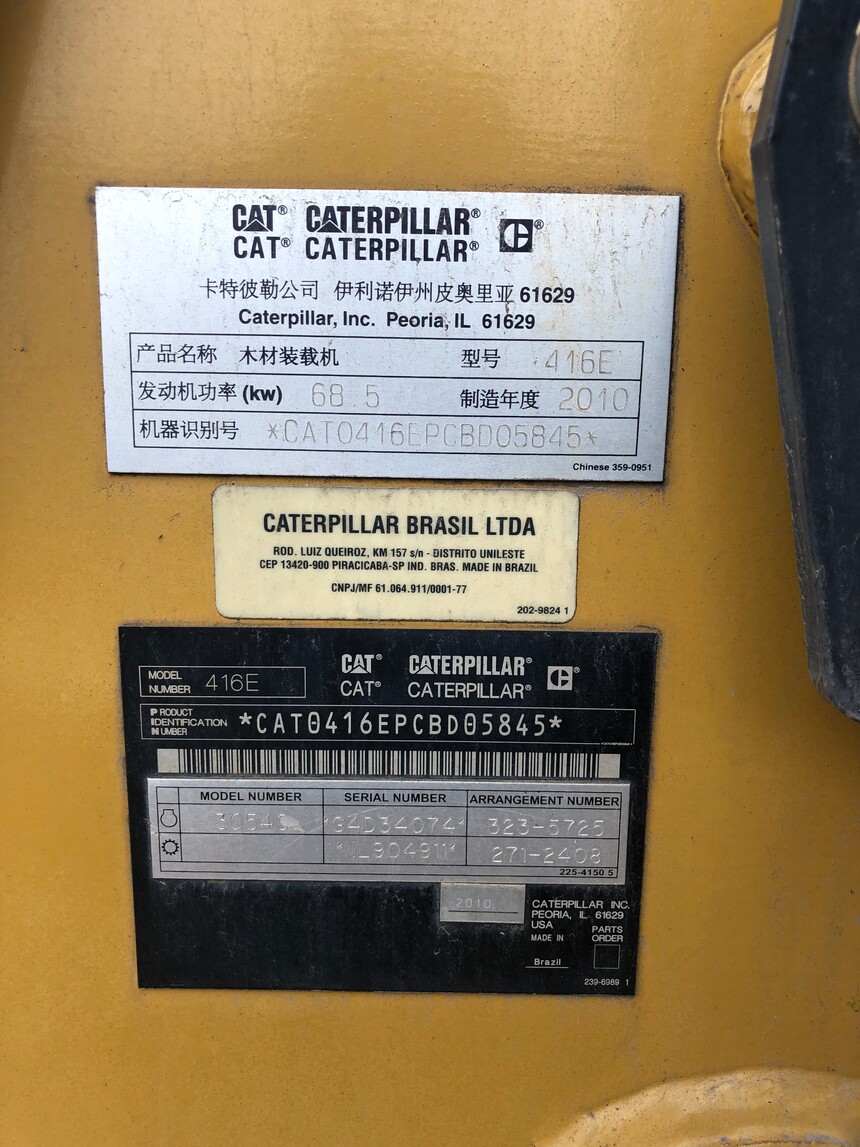 CAT® CATERPILLAR® ®
CAT® CATERPILLAR®
卡特彼勒公司 伊利诺伊州皮奥里亚 61629
Caterpillar, Inc. Peoria, IL 61629
产品名称 木材装载机 型号 416E
发动机功率 (kw) 68.5 制造年度 2010
机器识别号 *CAT0416EPCBD05845*
Chinese 359-0951
CATERPILLAR BRASIL LTDA
ROD. LUIZ QUEIROZ, KM 157 s/n - DISTRITO UNILESTE
CEP 13420-900 PIRACICABA-SP IND. BRAS. MADE IN BRAZIL
CNPJ/MF 61.064.911/0001-77
202-9824 1
CAT® CATERPILLAR® ®
CAT® CATERPILLAR®
MODEL
NUMBER 416E
PRODUCT
IDENTIFICATION
NUMBER
*CAT0416EPCBD05845*
MODEL NUMBER SERIAL NUMBER ARRANGEMENT NUMBER
*G4D34074* 323-5725
271-2408
225-4150 5
2010
CATERPILLAR INC.
PEORIA, IL 61629
USA
MADE IN
Brazil
PARTS
ORDER
239-6989 1